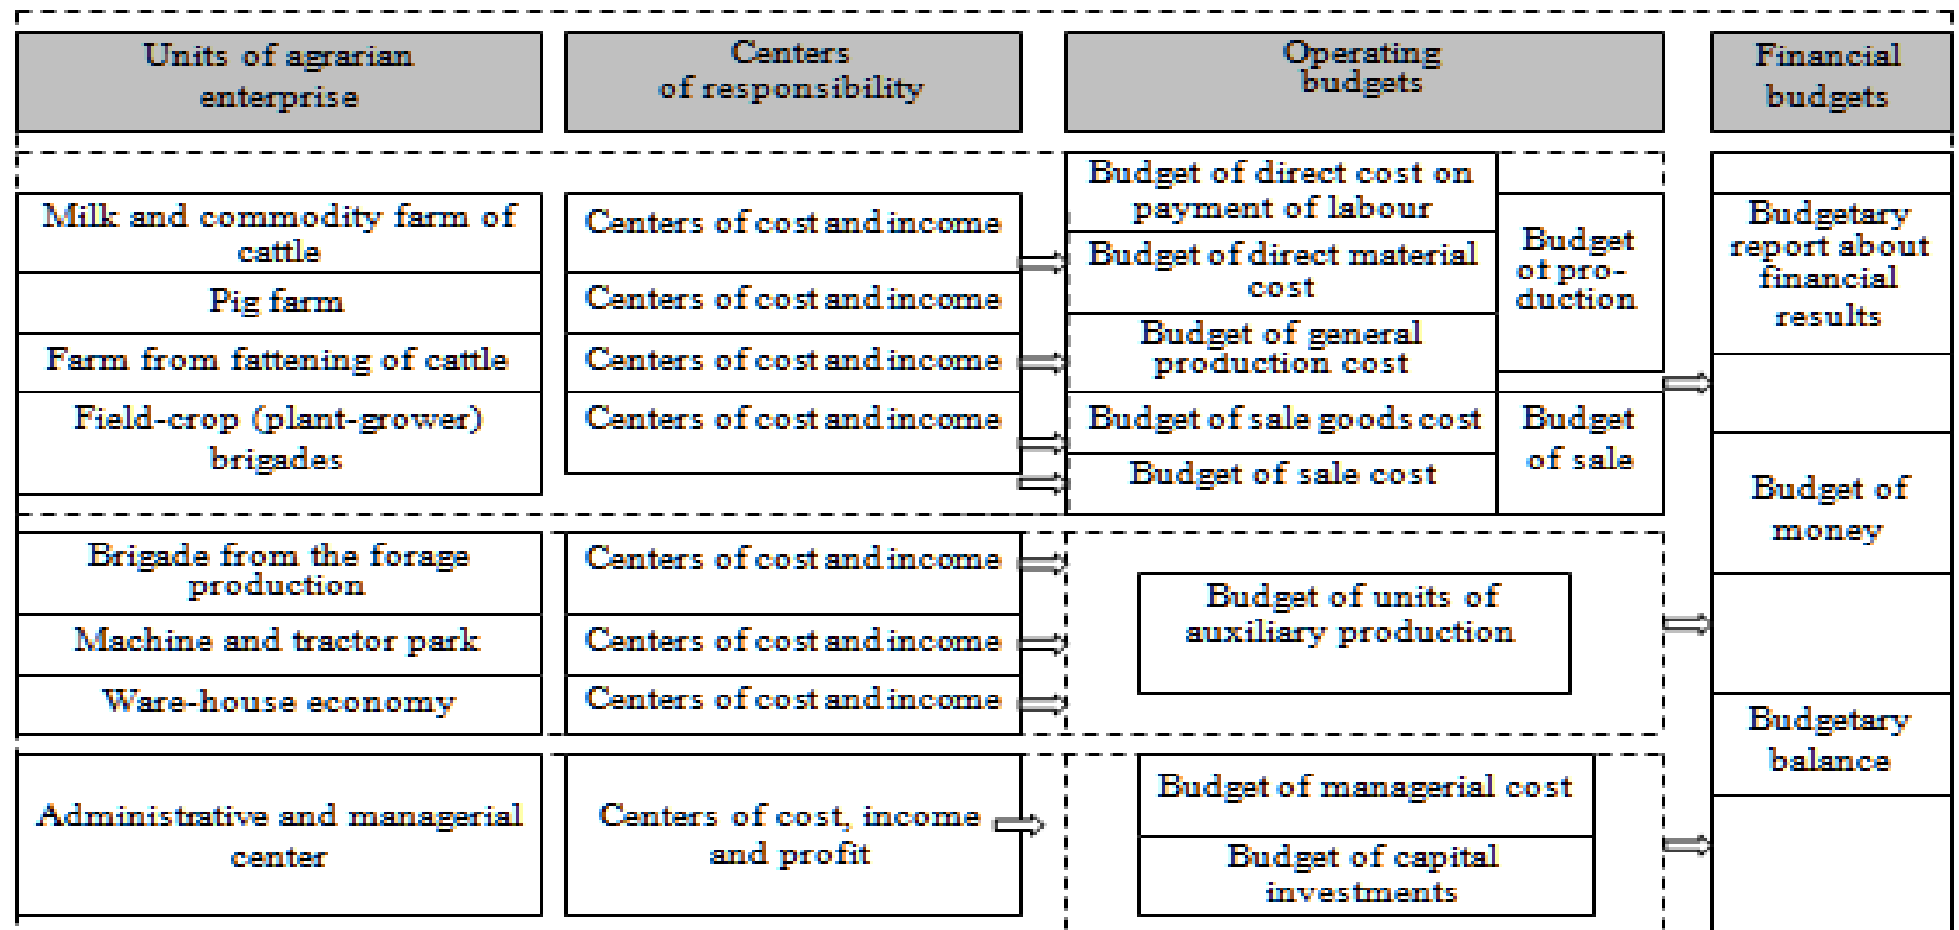 Units of agrarian
enterprise
Centers
of responsibility
Operating
budgets
Financial
budgets
Milk and commodity farm of
cattle
Pig farm
Farm from fattening of cattle
Field-crop (plant-grower)
brigades
Centers of cost and income
Centers of cost and income
Centers of cost and income
Centers of cost and income
Budget of direct cost on
payment of labour
Budget of direct material
cost
Budget of general
production cost
Budget of sale goods cost
Budget of sale cost
Budget
of pro-
duction
Budget
of sale
Brigade from the forage
production
Machine and tractor park
Ware-house economy
Centers of cost and income
Centers of cost and income
Centers of cost and income
Budget of units of
auxiliary production
Administrative and managerial
center
Centers of cost, income
and profit
Budget of managerial cost
Budget of capital
investments
Budgetary
report about
financial
results
Budget of
money
Budgetary
balance